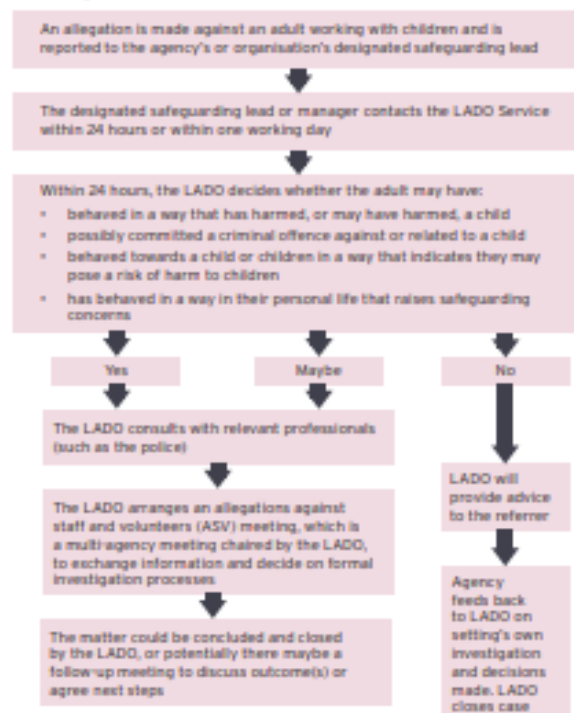 An allegation is made against an adult working with children and is
reported to the agency's or organisation's designated safeguarding lead
The designated safeguarding lead or manager contacts the LADO Service
within 24 hours or within one working day
Within 24 hours, the LADO decides whether the adult may have:
• behaved in a way that has harmed, or may have harmed, a child
• possibly committed a criminal offence against or related to a child
• behaved towards a child or children in a way that indicates they may
pose a risk of harm to children
• has behaved in a way in their personal life that raises safeguarding
concerns
Yes
Maybe
No
The LADO consults with relevant professionals
(such as the police)
The LADO arranges an allegations against
staff and volunteers (ASV) meeting, which is
a multi-agency meeting chaired by the LADO,
to exchange information and decide on formal
investigation processes
The matter could be concluded and closed
by the LADO, or potentially there maybe a
follow-up meeting to discuss outcome(s) or
agree next steps
LADO will
provide advice
to the referrer
Agency
feeds back
to LADO on
setting's own
investigation
and decisions
made. LADO
closes case